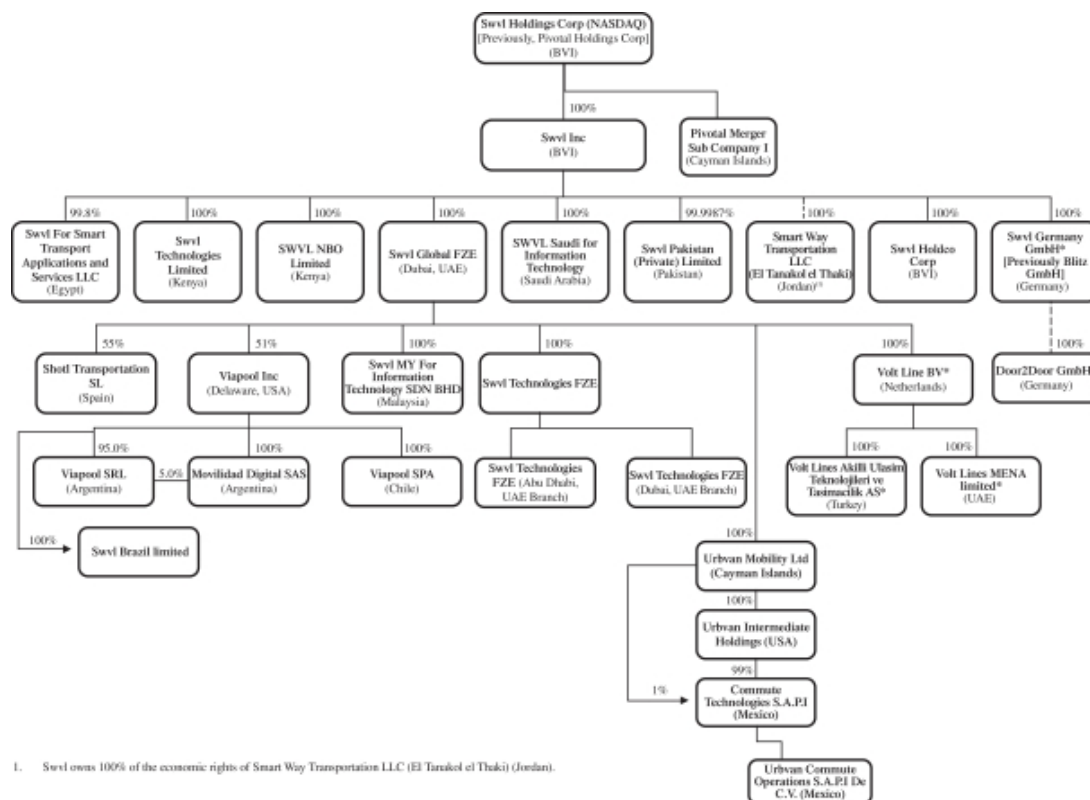 Swvl Holdings Corp (NASDAQ)
[Previously, Pivotal Holdings Corp]
(BVI)
100%
Swvl Inc
(BVI)
Pivotal Merger
Sub Company I
(Cayman Islands)
99.8%
100%
100%
100%
100%
99.9987%
100%
100%
100%
Swvl For Smart
Transport
Applications and
Services LLC
(Egypt)
Swvl
Technologies
Limited
(Kenya)
SWVL NBO
Limited
(Kenya)
Swvl Global FZE
(Dubai, UAE)
SWVL Saudi for
Information
Technology
(Saudi Arabia)
Swvl Pakistan
(Private) Limited
(Pakistan)
Smart Way
Transportation
LLC
(El Tanakol el Thaki)
(Jordan)(1)
Swvl Holdco
Corp
(BVI)
Swvl Germany
GmbH*
[Previously Blitz
GmbH]
(Germany)
55%
51%
100%
100%
100%
100%
Shotl Transportation
SL
(Spain)
Viapool Inc
(Delaware, USA)
Swvl MY For
Information
Technology SDN BHD
(Malaysia)
Swvl Technologies FZE
Volt Line BV*
(Netherlands)
Door2Door GmbH
(Germany)
95.0%
100%
100%
100%
100%
Viapool SRL
(Argentina)
5.0%
Movilidad Digital SAS
(Argentina)
Viapool SPA
(Chile)
Swvl Technologies
FZE (Abu Dhabi,
UAE Branch)
Swvl Technologies FZE
(Dubai, UAE Branch)
Volt Lines Akilli Ulasim
Teknolojileri ve
Tasimacilik AS*
(Turkey)
Volt Lines MENA
limited*
(UAE)
100%
Swvl Brazil limited
100%
Urbvan Mobility Ltd
(Cayman Islands)
100%
Urbvan Intermediate
Holdings (USA)
99%
1%
Commute
Technologies S.A.P.I
(Mexico)
Urbvan Commute
Operations S.A.P.I De
C.V. (Mexico)
1. Swvl owns 100% of the economic rights of Smart Way Transportation LLC (El Tanakol el Thaki) (Jordan).